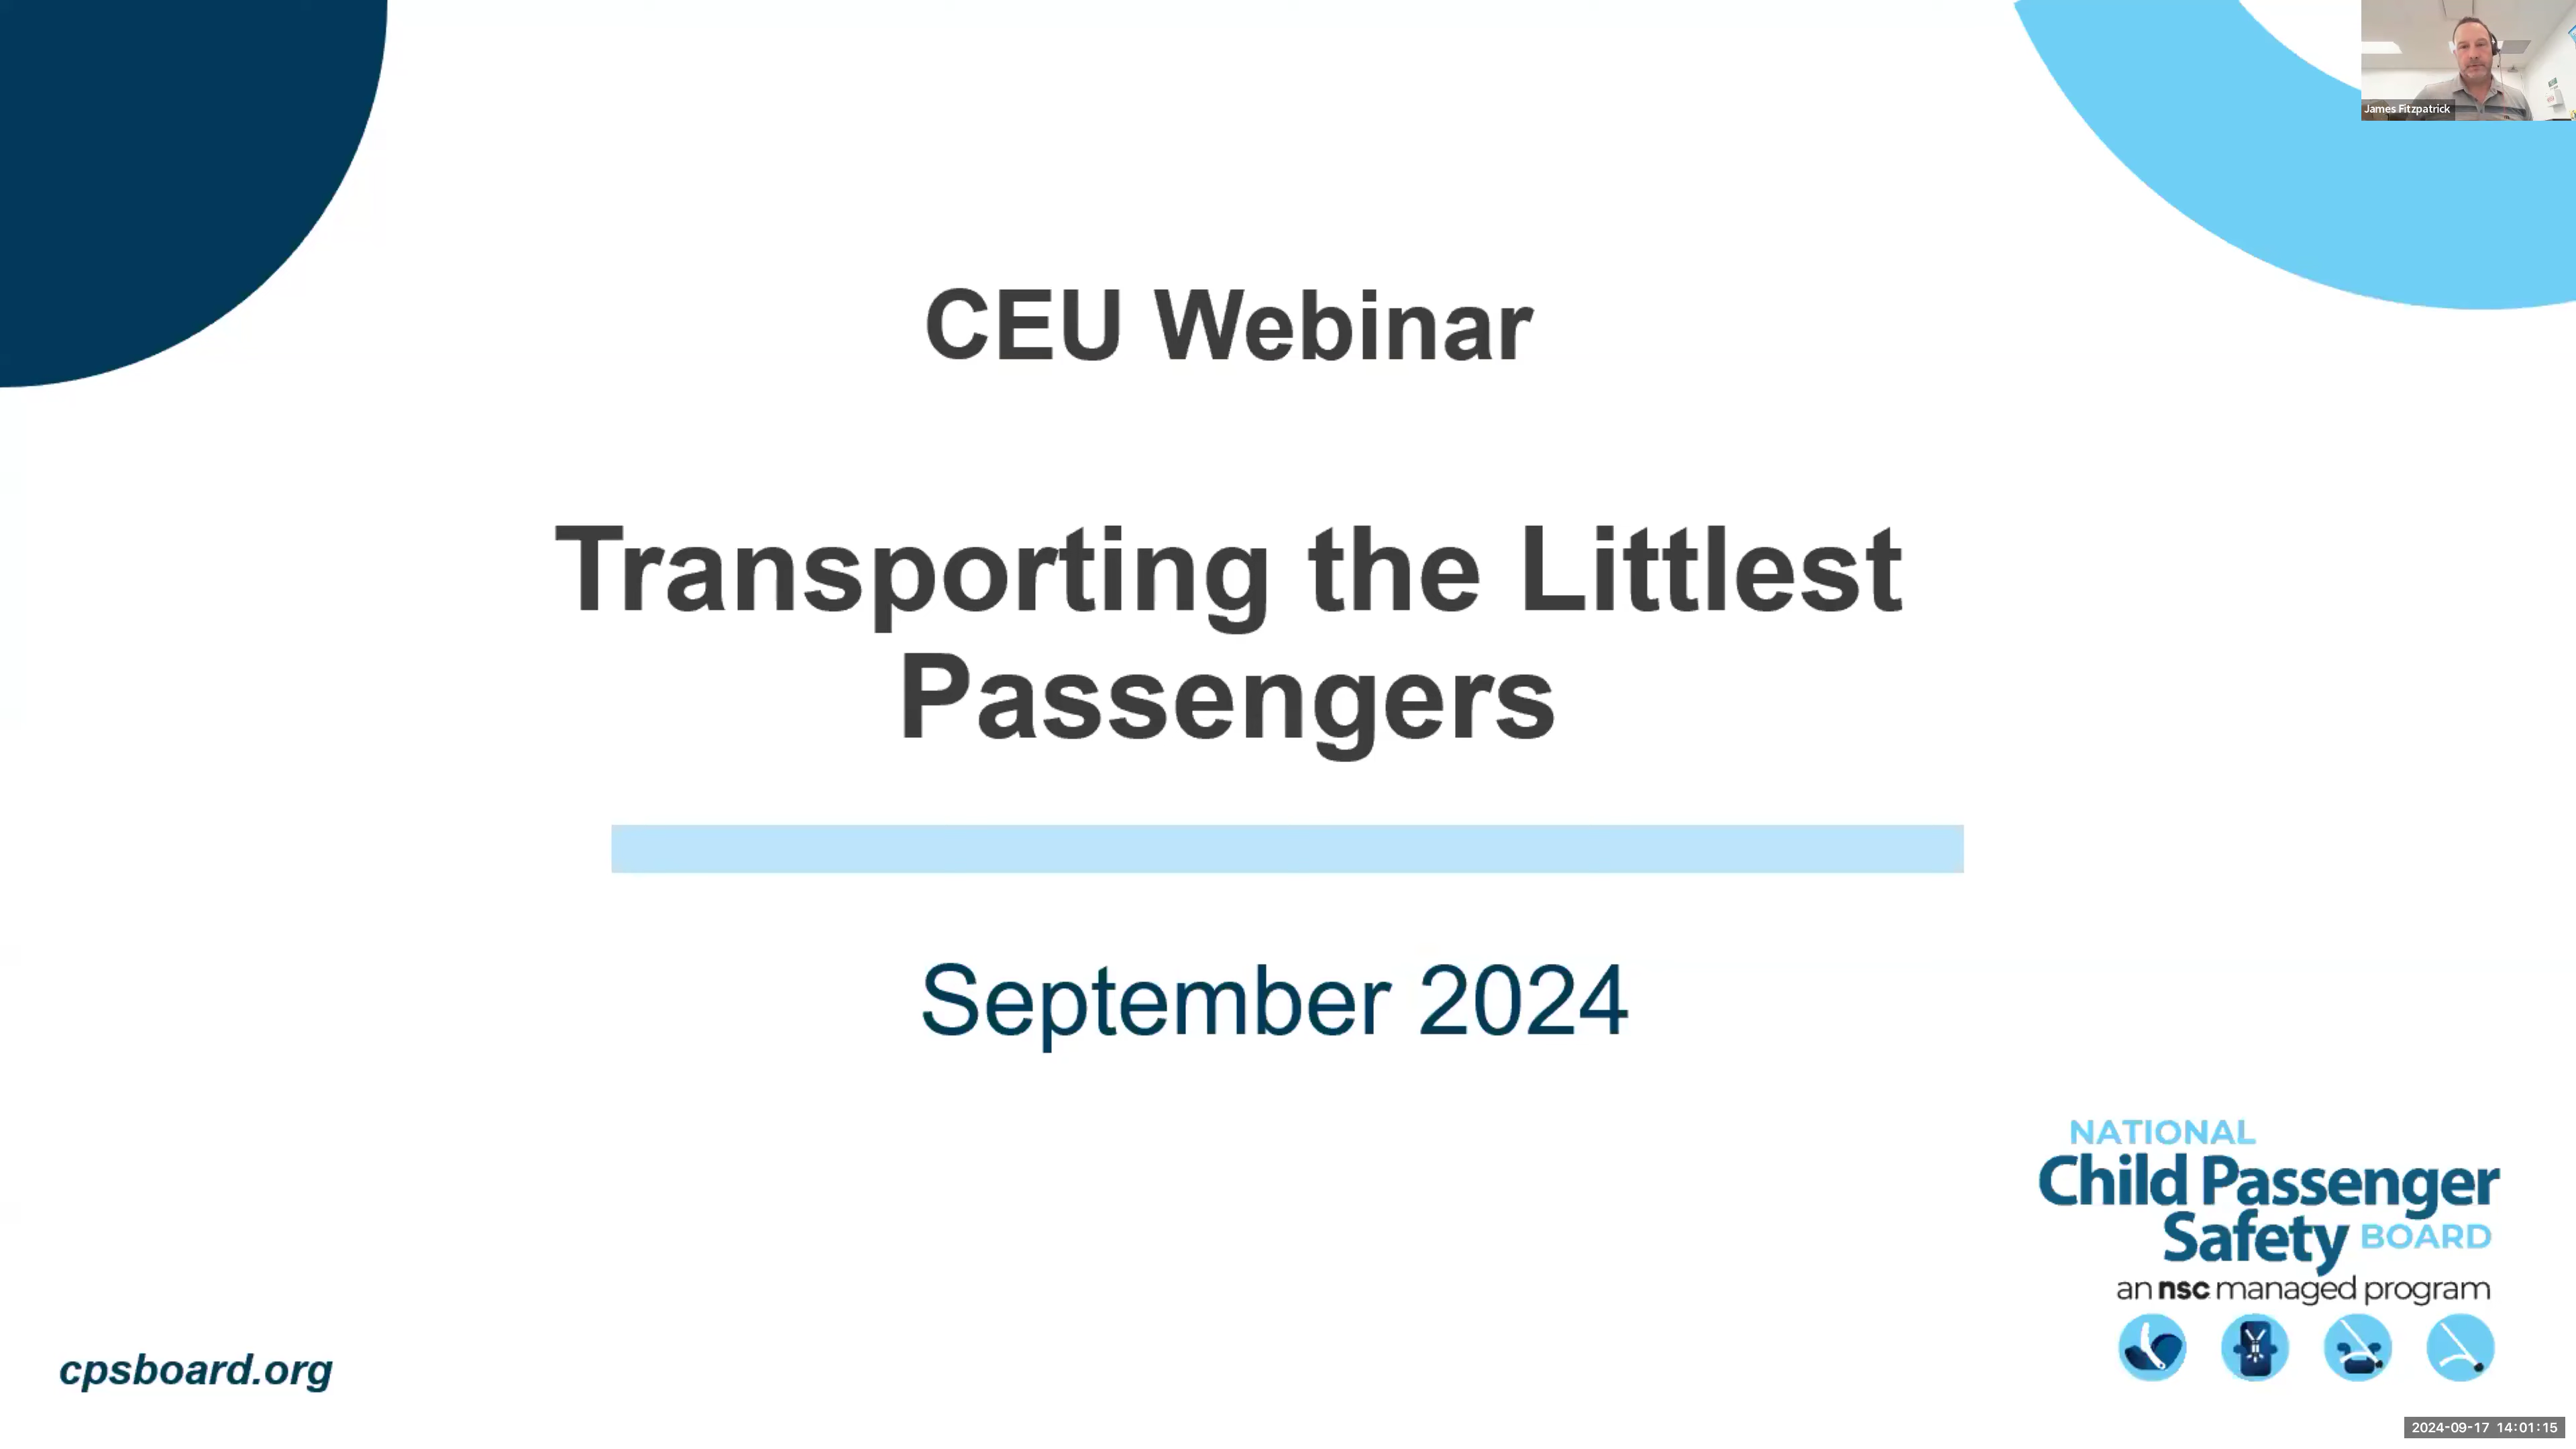 James Fitzpatrick
CEU Webinar
Transporting the Littlest
Passengers
September 2024
NATIONAL
Child Passenger
Safety BOARD
an nsc managed program
cpsboard.org
2024-09-17 14:01:15